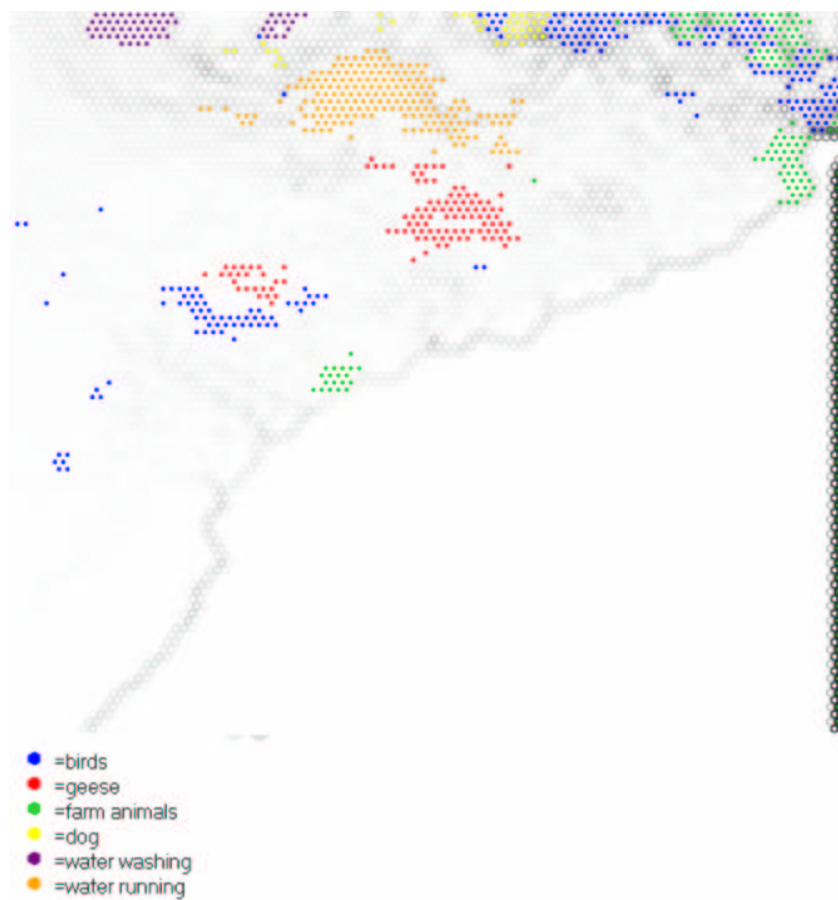 =birds
=geese
=farm animals
=dog
=water washing
=water running